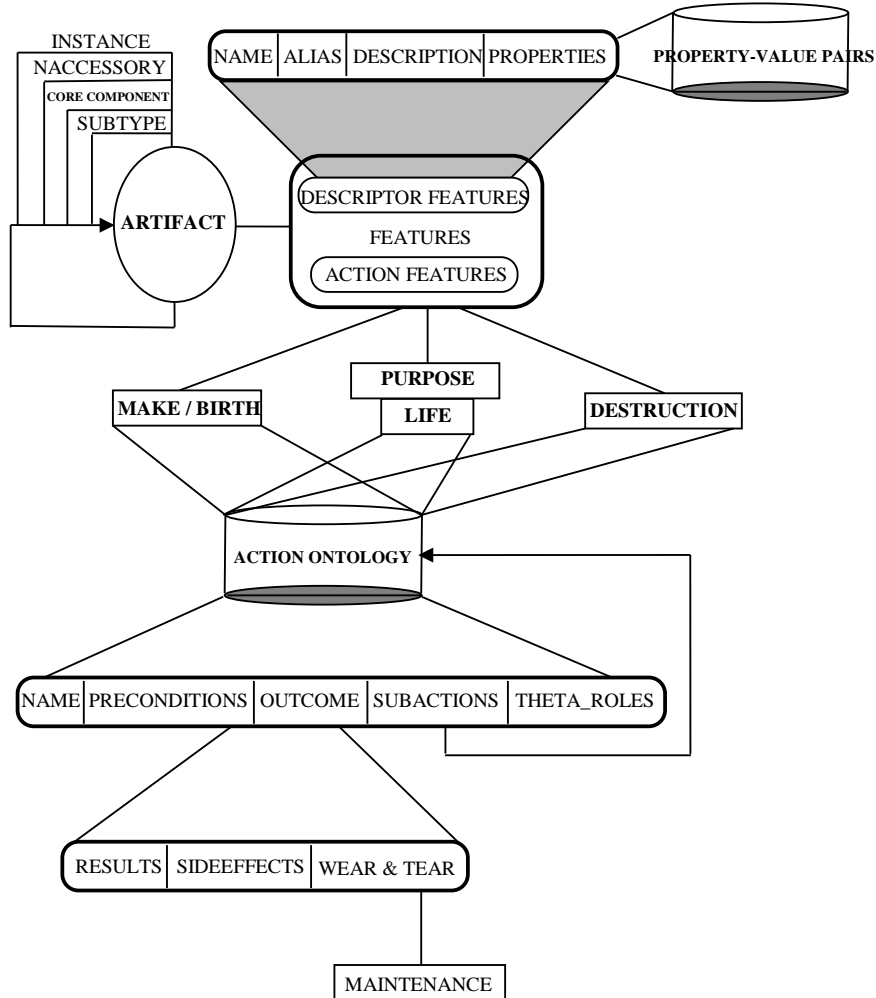 INSTANCE
NACCESSORY
CORE COMPONENT
SUBTYPE
ARTIFACT
NAME ALIAS DESCRIPTION PROPERTIES
PROPERTY-VALUE PAIRS
DESCRIPTOR FEATURES
FEATURES
ACTION FEATURES
PURPOSE
MAKE / BIRTH
LIFE
DESTRUCTION
ACTION ONTOLOGY
NAME PRECONDITIONS OUTCOME SUBACTIONS THETA_ROLES
RESULTS SIDEEFFECTS WEAR & TEAR
MAINTENANCE